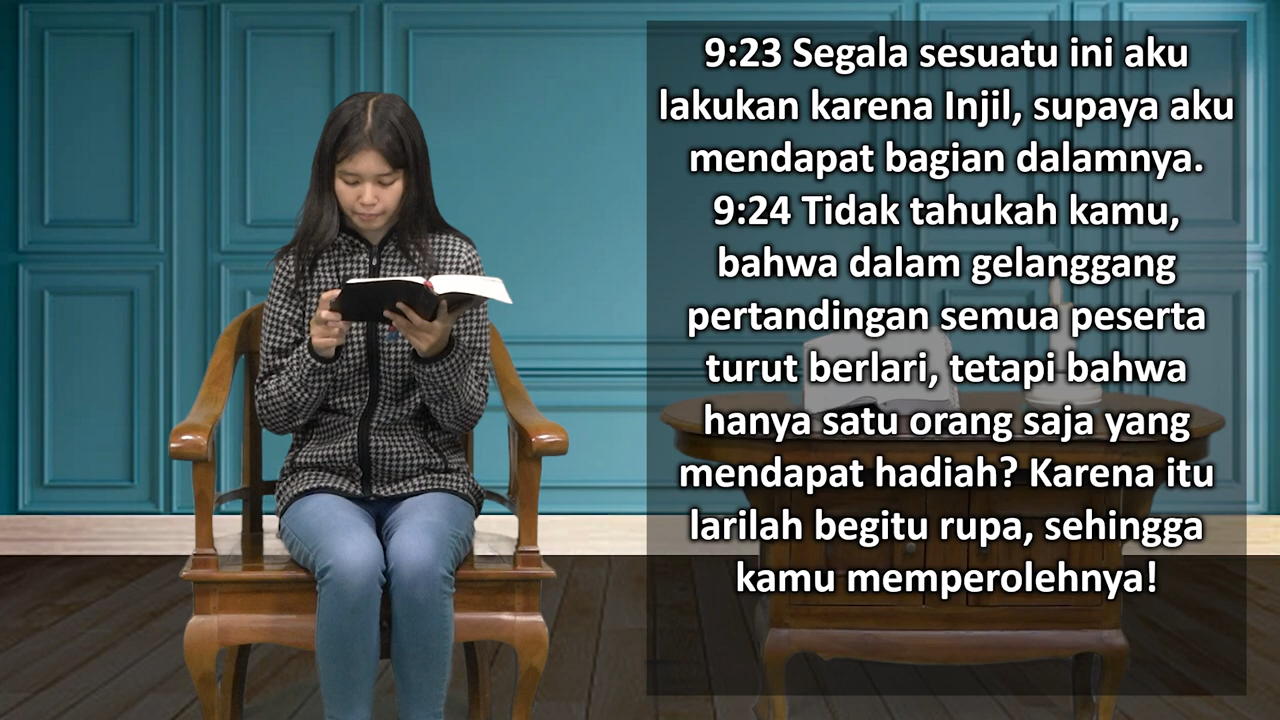 9:23 Segala sesuatu ini aku
lakukan karena Injil, supaya aku
mendapat bagian dalamnya.
9:24 Tidak tahukah kamu,
bahwa dalam gelanggang
pertandingan semua peserta
turut berlari, tetapi bahwa
hanya satu orang saja yang
mendapat hadiah? Karena itu
larilah begitu rupa, sehingga
kamu memperolehnya!